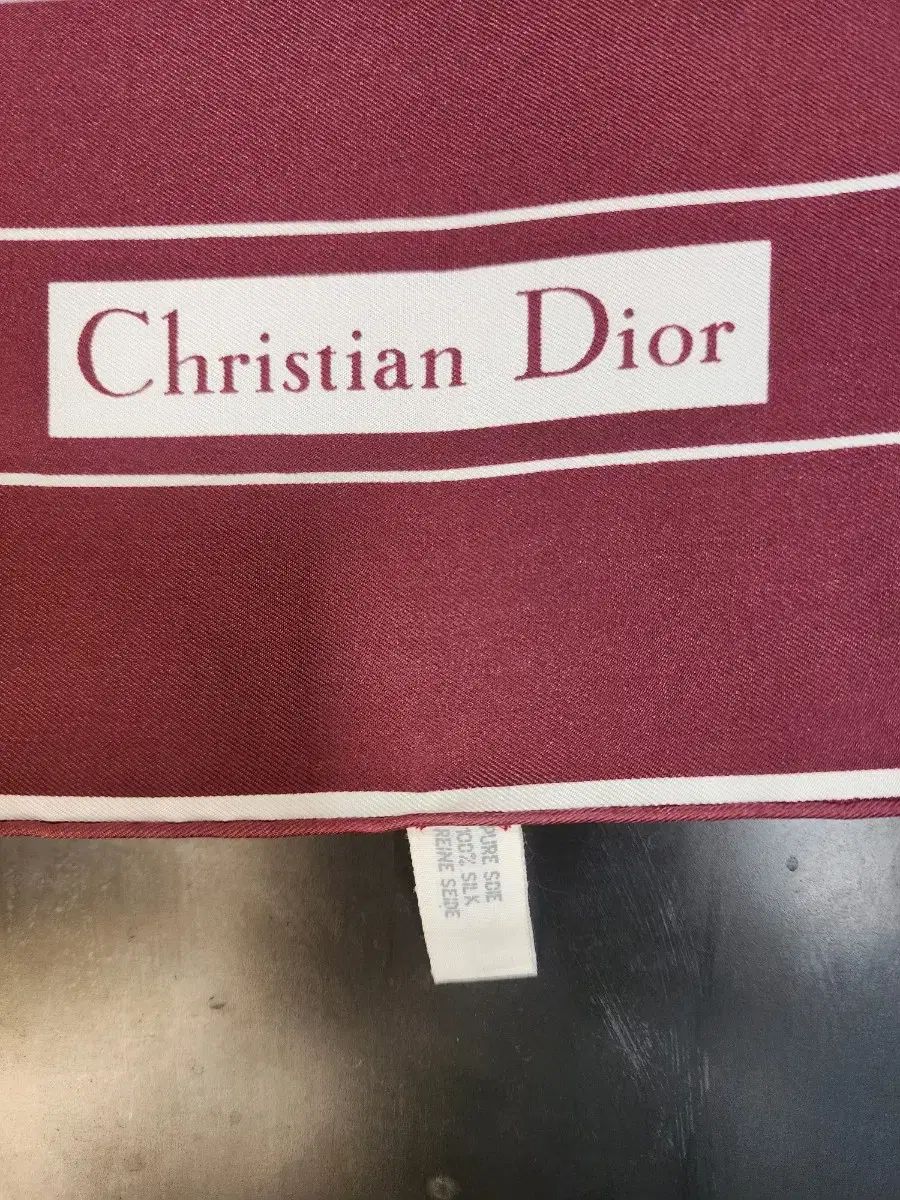 Christian Dior
PURE SOIE
100% SILK
REINE SEIDE